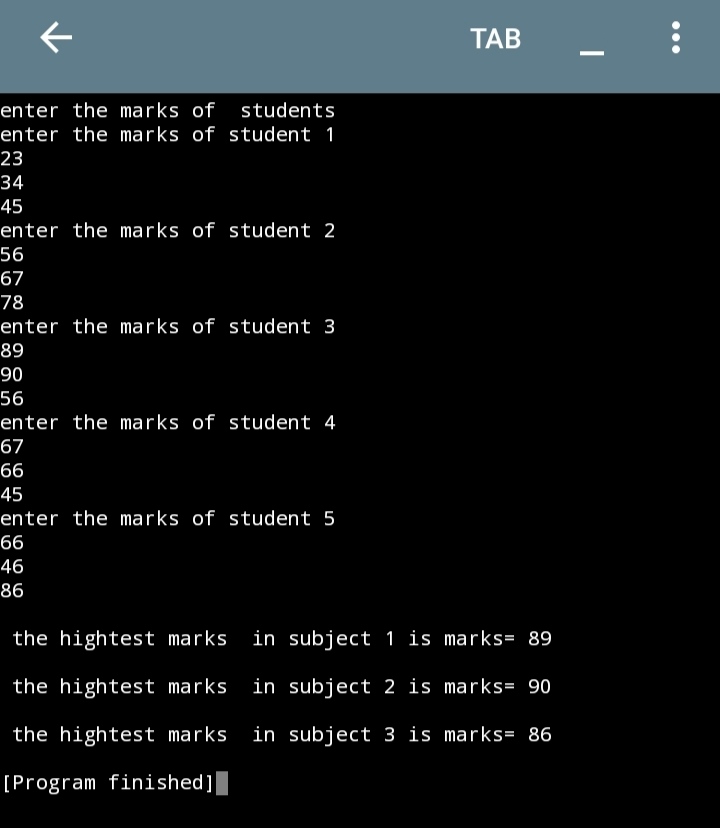 TAB
enter the marks of  students
enter the marks of student 1
23
34
45
enter the marks of student 2
56
67
78
enter the marks of student 3
89
90
56
enter the marks of student 4
67
66
45
enter the marks of student 5
66
46
86
the hightest marks  in subject 1 is marks= 89
the hightest marks  in subject 2 is marks= 90
the hightest marks  in subject 3 is marks= 86
[Program finished]